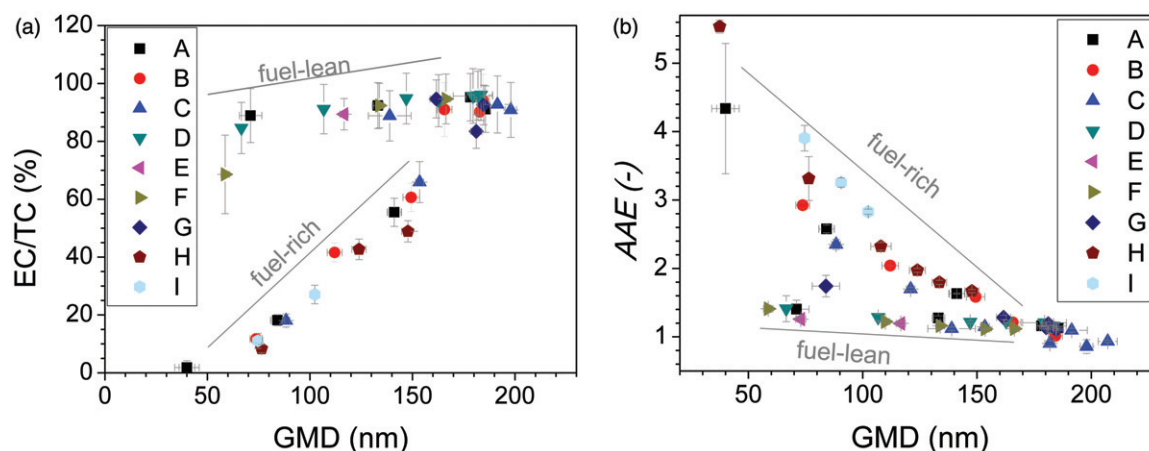 (a)
120
100
80
60
40
20
0
EC/TC (%)
A
B
C
D
E
F
G
H
I
fuel-lean
fuel-rich
0 50 100 150 200
GMD (nm)
(b)
5
4
3
2
1
AAE (-)
fuel-rich
fuel-lean
A
B
C
D
E
F
G
H
I
50 100 150 200
GMD (nm)